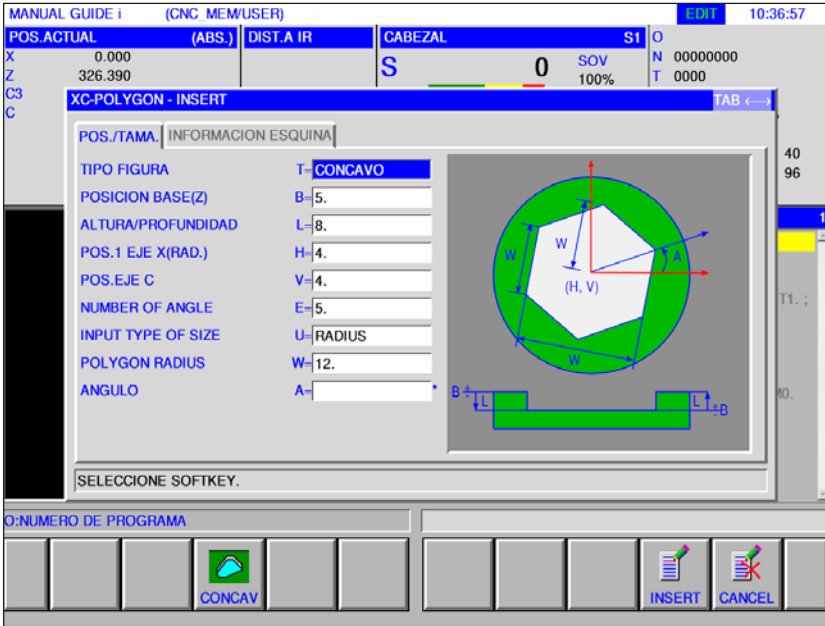 MANUAL GUIDE i (CNC_MEM/USER) EDIT 10:36:57
POS.ACTUAL (ABS.) DIST.A IR CABEZAL S1 O
X 0.000 N 00000000
Z 326.390 S 0 SOV T 0000
100%
C3
C
XC-POLYGON - INSERT TAB ←→
POS./TAMA. INFORMACION ESQUINA
TIPO FIGURA T=CONCAVO
POSICION BASE(Z) B=5.
ALTURA/PROFUNDIDAD L=8.
POS.1 EJE X(RAD.) H=4.
POS.EJE C V=4.
NUMBER OF ANGLE E=5.
INPUT TYPE OF SIZE U=RADIUS
POLYGON RADIUS W=12.
ANGULO A= *
W
W
A
(H, V)
W
B ± L L ±B
40
96
1
T1. ;
M0.
SELECCIONE SOFTKEY.
O:NUMERO DE PROGRAMA
CONCAV INSERT CANCEL